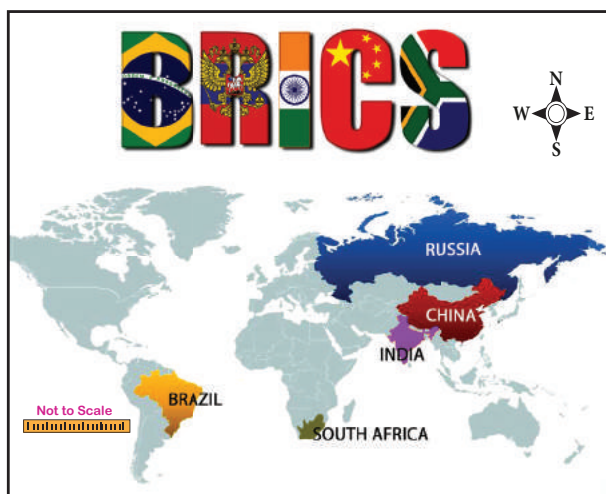 BRICS
N
W E
S
RUSSIA
CHINA
INDIA
BRAZIL
Not to Scale
SOUTH AFRICA